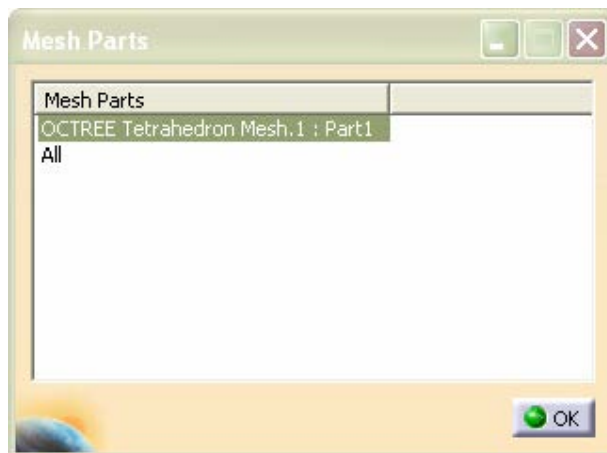 Mesh Parts
Mesh Parts
OCTREE Tetrahedron Mesh.1 : Part1
All
OK